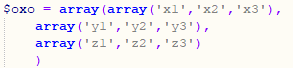 $oxo = array(array('x1','x2','x3'),
array('y1','y2','y3'),
array('z1','z2','z3')
)